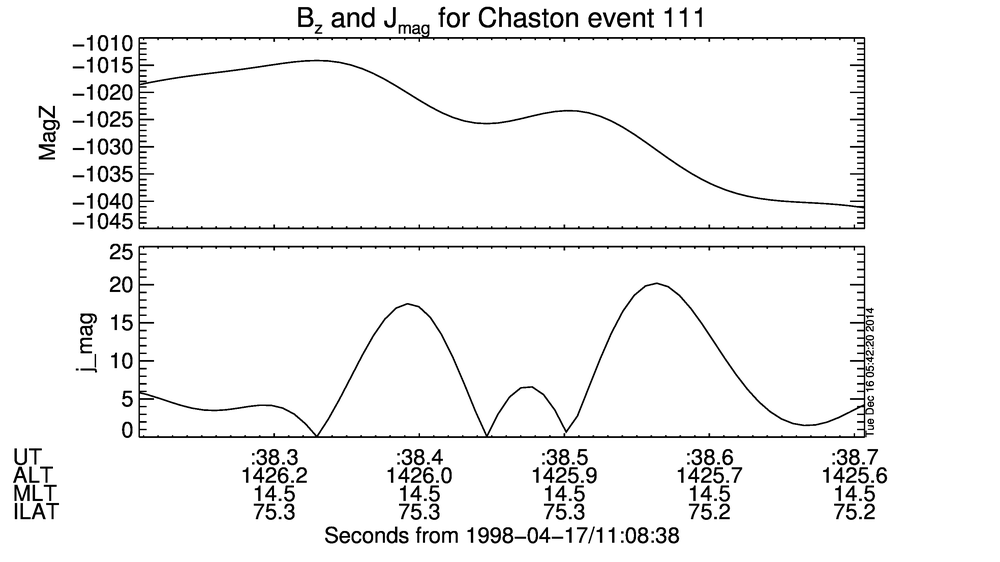 Bz and Jmag for Chaston event 111
−1010
−1015
−1020
−1025
−1030
−1035
−1040
−1045
MagZ
25
20
15
10
5
0
j_mag
Tue Dec 16 05:42:20 2014
UT :38.3 :38.4 :38.5 :38.6 :38.7
ALT 1426.2 1426.0 1425.9 1425.7 1425.6
MLT 14.5 14.5 14.5 14.5 14.5
ILAT 75.3 75.3 75.3 75.2 75.2
Seconds from 1998−04−17/11:08:38